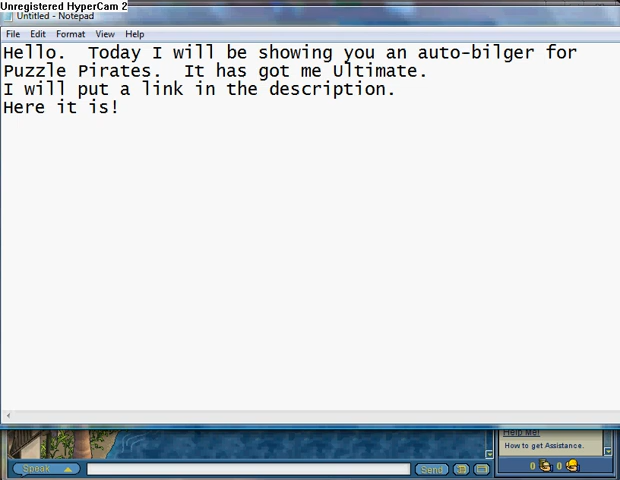 Unregistered HyperCam 2
Untitled - Notepad
File Edit Format View Help
Hello.  Today I will be showing you an auto-bilger for
Puzzle Pirates.  It has got me Ultimate.
I will put a link in the description.
Here it is!
Help Me!
How to get Assistance.
Speak
Send
0 0